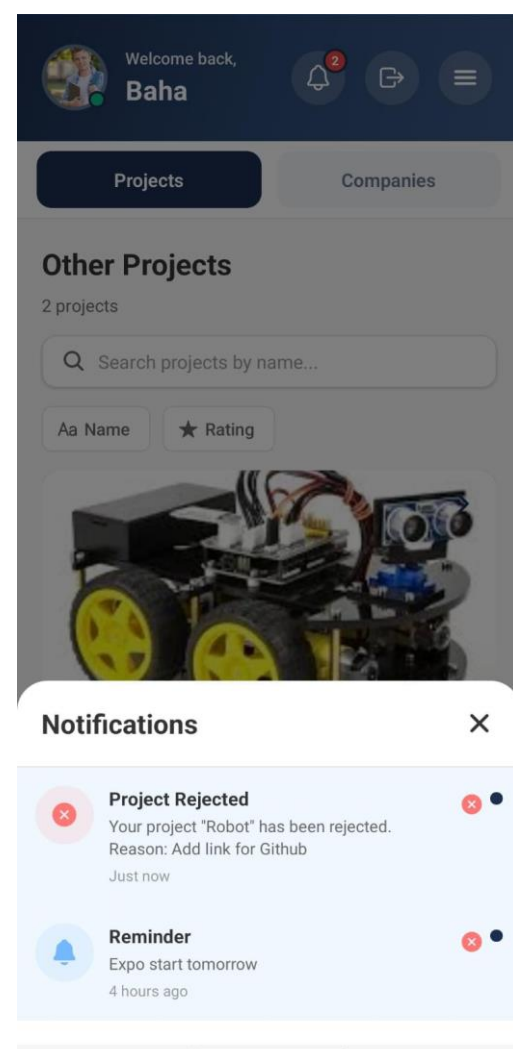 Welcome back,
Baha
2
Projects
Companies
Other Projects
2 projects
Search projects by name...
Aa Name
Rating
Notifications
Project Rejected
Your project "Robot" has been rejected.
Reason: Add link for Github
Just now
Reminder
Expo start tomorrow
4 hours ago